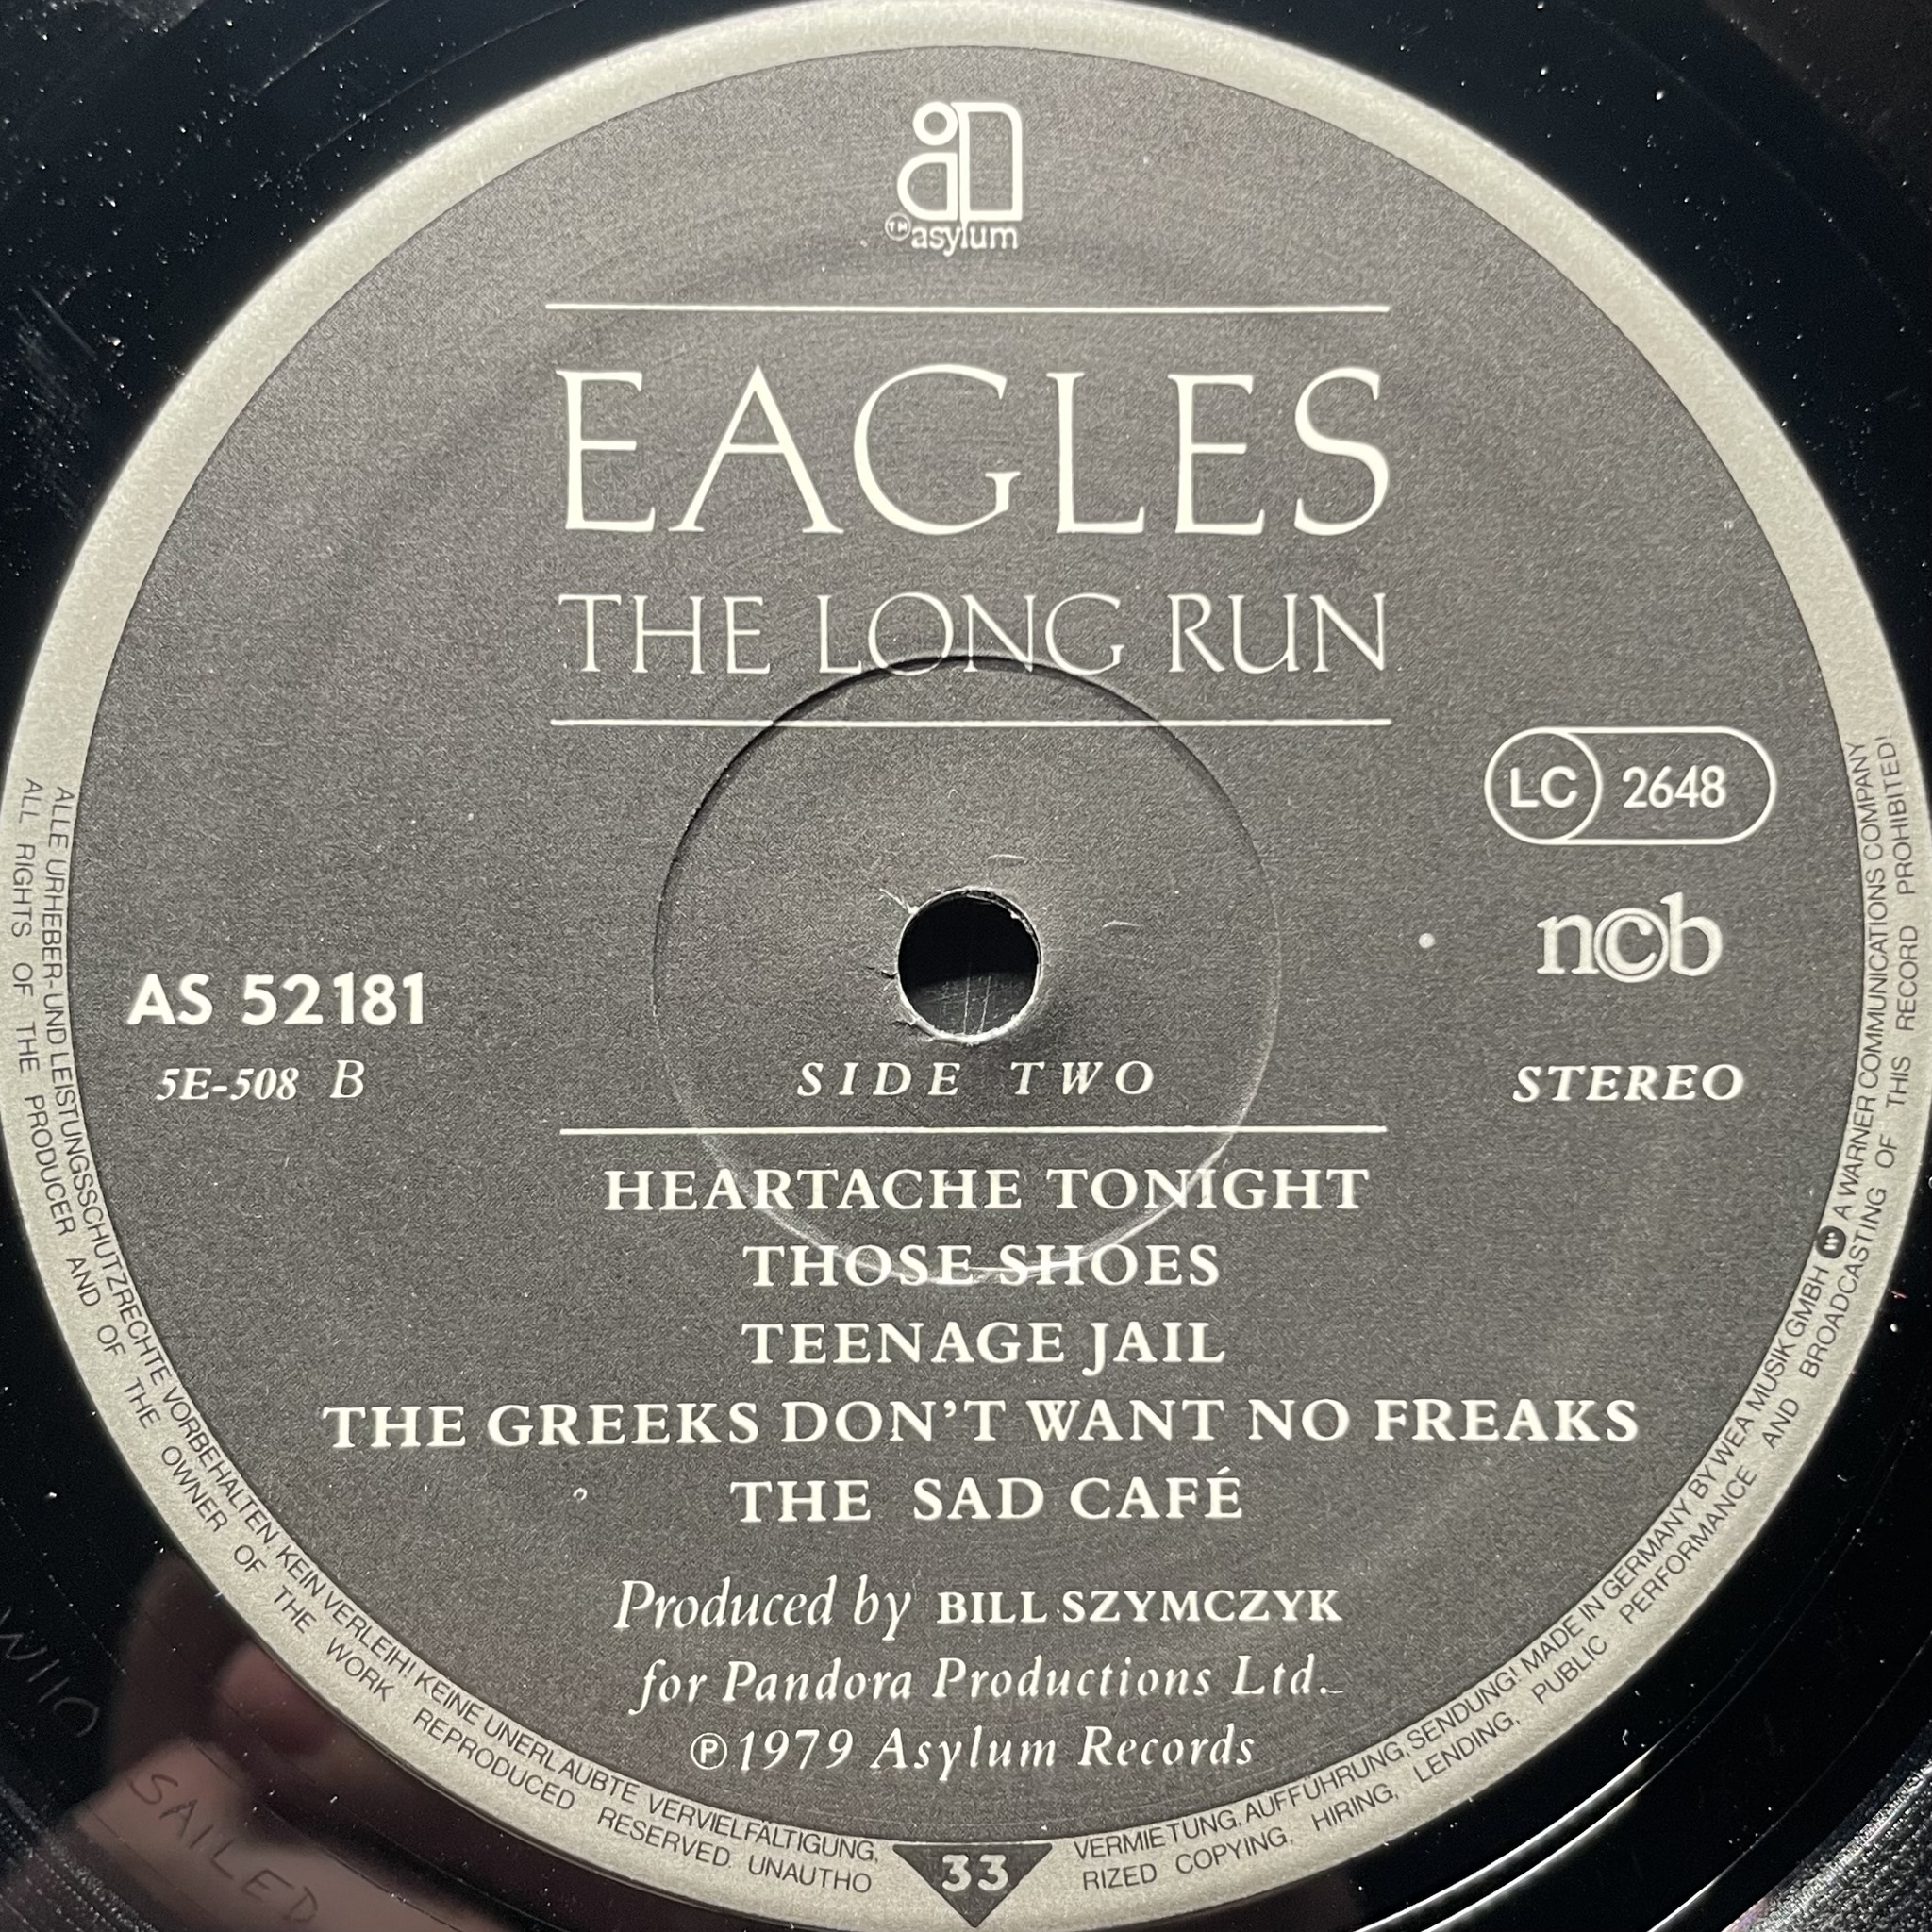 TM asylum
EAGLES
THE LONG RUN
LC 2648
ncb
AS 52181
5E-508 B
SIDE TWO
STEREO
HEARTACHE TONIGHT
THOSE SHOES
TEENAGE JAIL
THE GREEKS DON'T WANT NO FREAKS
THE SAD CAFÉ
Produced by BILL SZYMCZYK
for Pandora Productions Ltd.
℗1979 Asylum Records
33
ALLE URHEBER- UND LEISTUNGSSCHUTZRECHTE VORBEHALTEN KEIN VERLEIH! KEINE UNERLAUBTE VERVIELFÄLTIGUNG, VERMIETUNG, AUFFÜHRUNG, SENDUNG! MADE IN GERMANY BY WEA MUSIK GMBH A WARNER COMMUNICATIONS COMPANY
ALL RIGHTS OF THE PRODUCER AND OF THE OWNER OF THE WORK REPRODUCED RESERVED. UNAUTHORIZED COPYING, HIRING, LENDING, PUBLIC PERFORMANCE AND BROADCASTING OF THIS RECORD PROHIBITED!
WHO SAILED